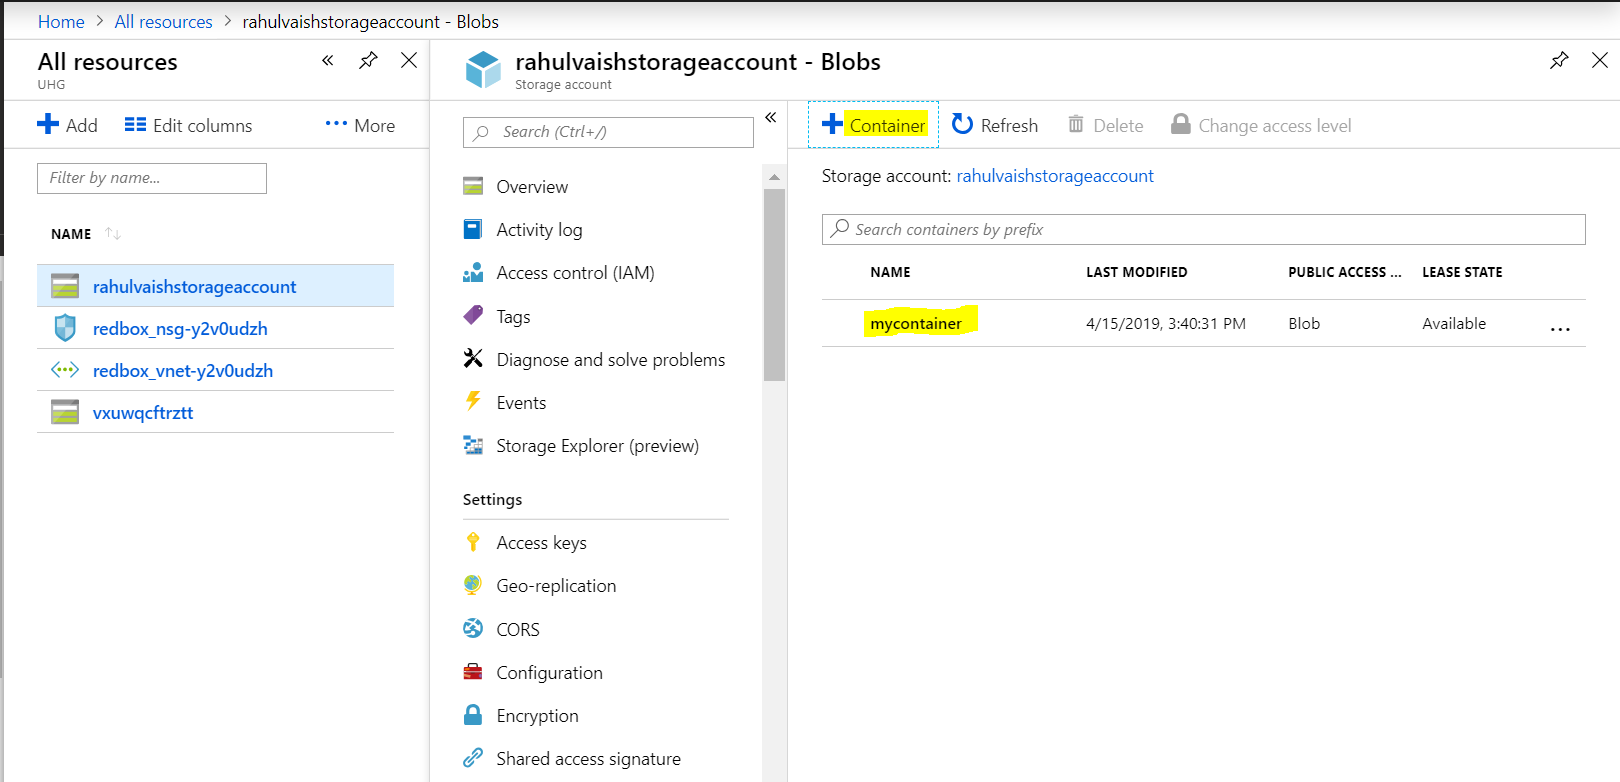 Home > All resources > rahulvaishstorageaccount - Blobs
All resources
UHG
Add Edit columns More
Filter by name...
NAME
rahulvaishstorageaccount
redbox_nsg-y2v0udzh
redbox_vnet-y2v0udzh
vxuwqcftrztt
rahulvaishstorageaccount - Blobs
Storage account
Search (Ctrl+/)
Overview
Activity log
Access control (IAM)
Tags
Diagnose and solve problems
Events
Storage Explorer (preview)
Settings
Access keys
Geo-replication
CORS
Configuration
Encryption
Shared access signature
Container Refresh Delete Change access level
Storage account: rahulvaishstorageaccount
Search containers by prefix
NAME LAST MODIFIED PUBLIC ACCESS ... LEASE STATE
mycontainer 4/15/2019, 3:40:31 PM Blob Available ...